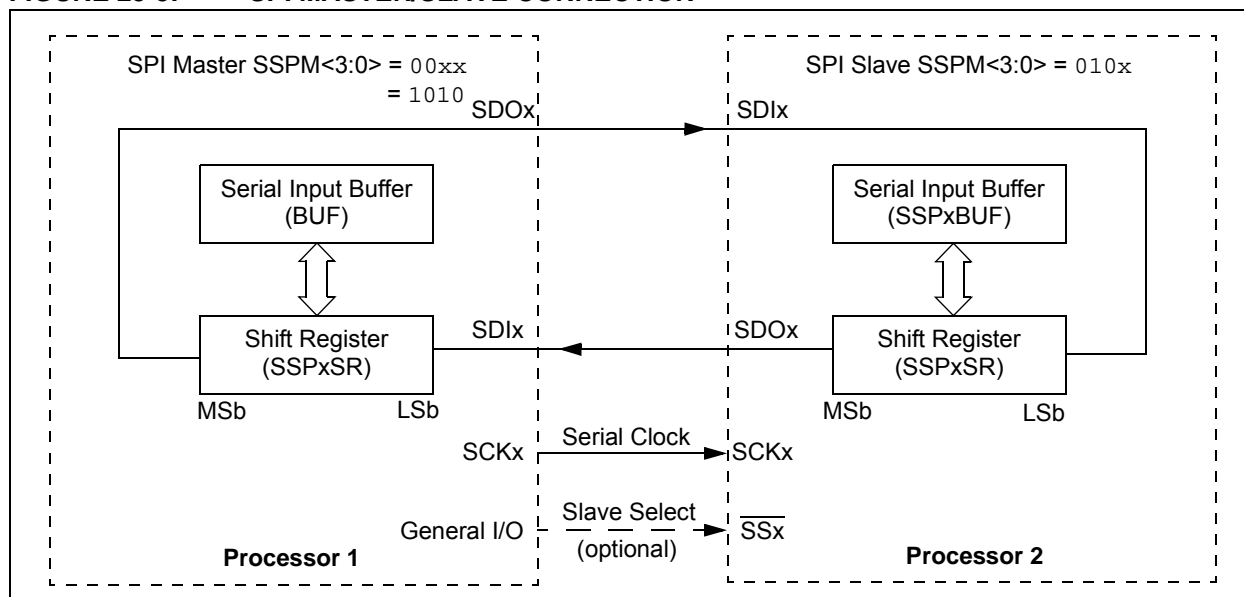 SPI Master SSPM<3:0> = 00xx
= 1010
SDOx
Serial Input Buffer
(BUF)
Shift Register
(SSPxSR)
MSb
LSb
SDIx
SCKx
General I/O
Processor 1
Serial Clock
Slave Select
(optional)
SPI Slave SSPM<3:0> = 010x
SDIx
Serial Input Buffer
(SSPxBUF)
SDOx
Shift Register
(SSPxSR)
MSb
LSb
SCKx
SSx
Processor 2